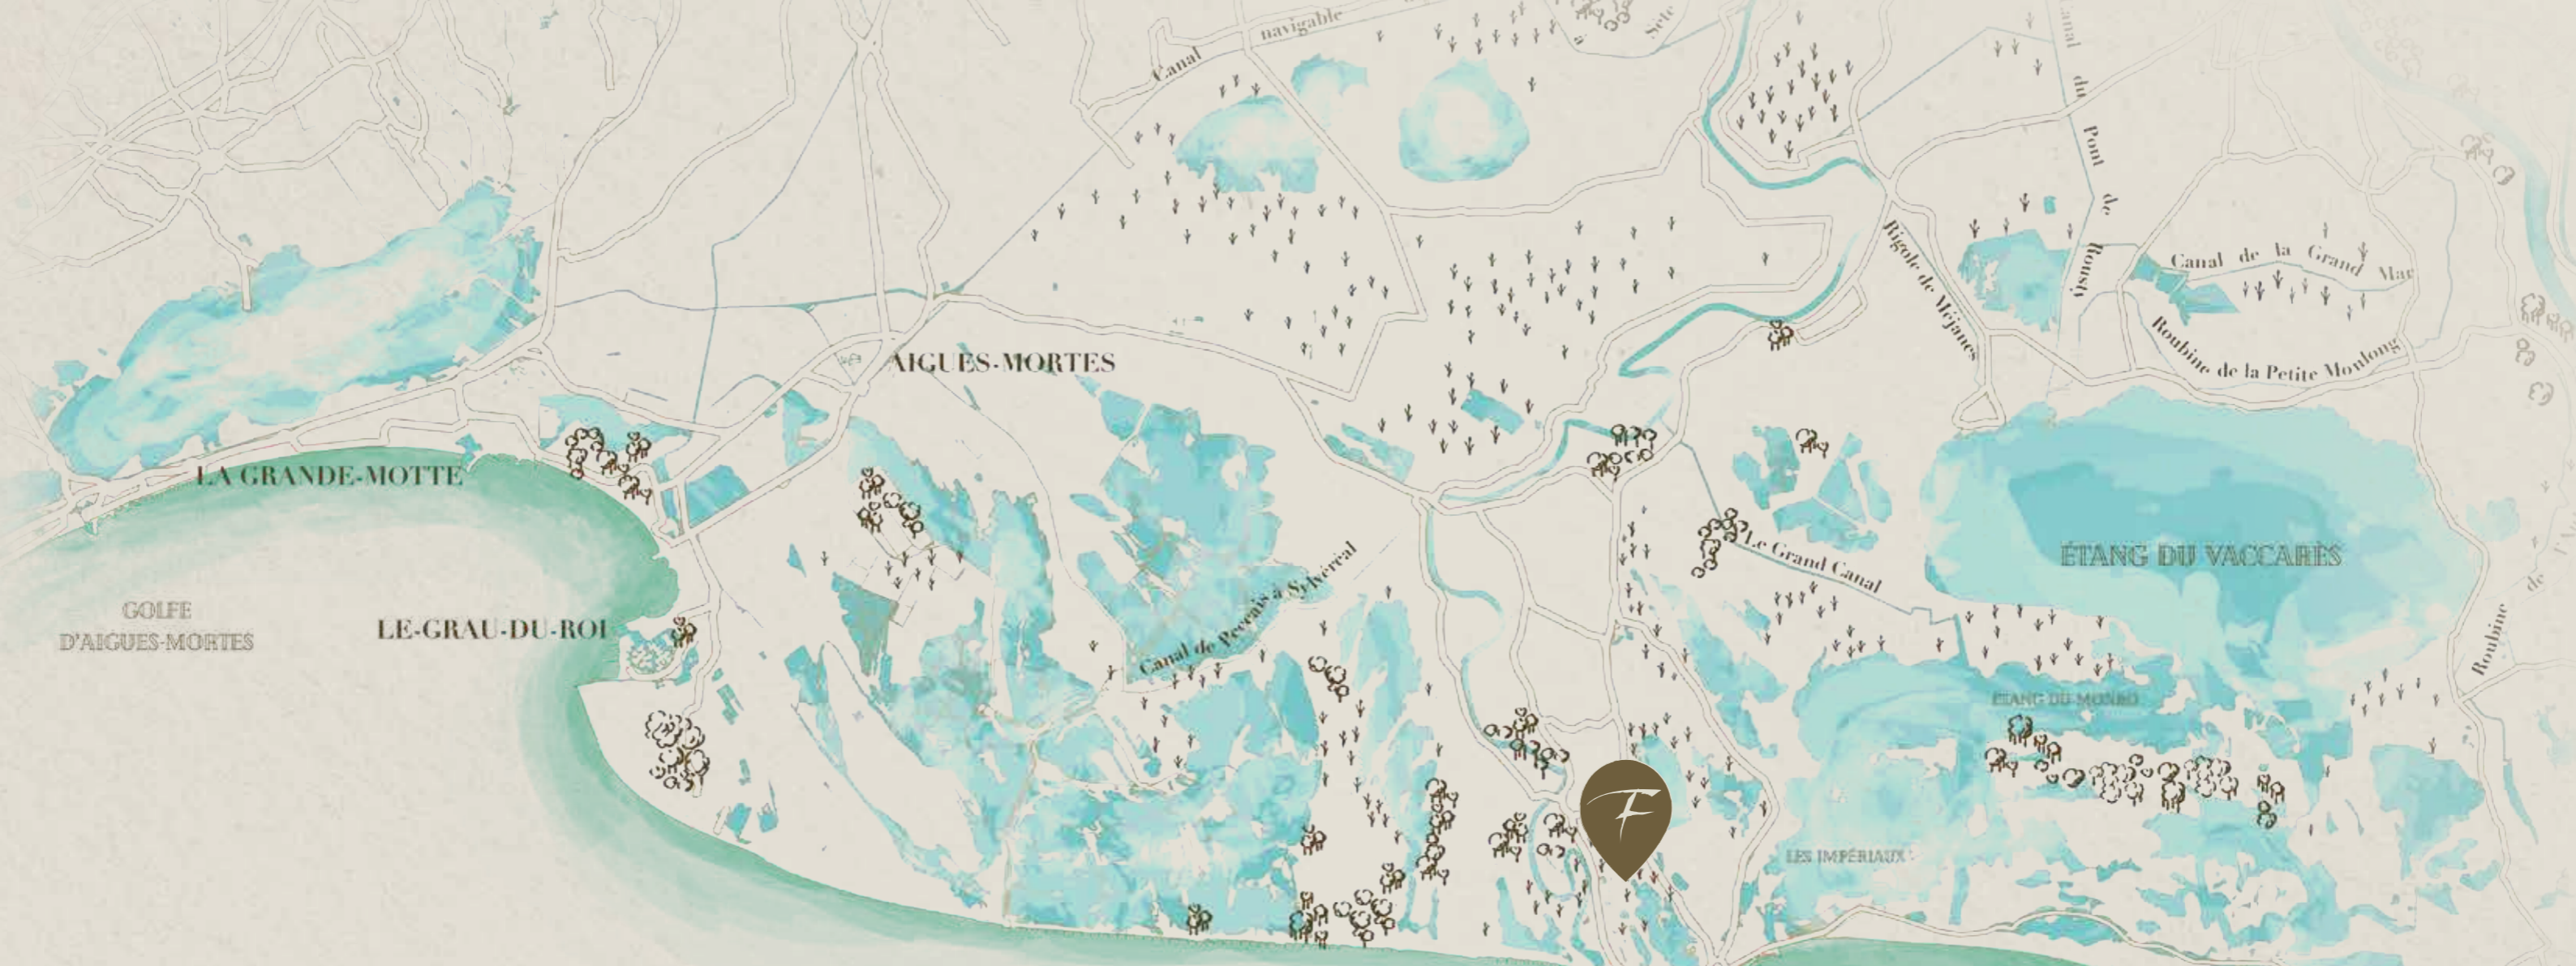 Canal
navigable
à
Sète
Canal du Pont de Rousty
Rigole de Méjanes
Canal de la Grand Mar
Roubine de la Petite Monlong
AIGUES-MORTES
LA GRANDE-MOTTE
Le Grand Canal
ÉTANG DU VACCARÈS
GOLFE
D'AIGUES-MORTES
LE-GRAU-DU-ROI
Canal de Peccais à Sylvéréal
Roubine de
ÉTANG DU MONRO
F
LES IMPÉRIAUX